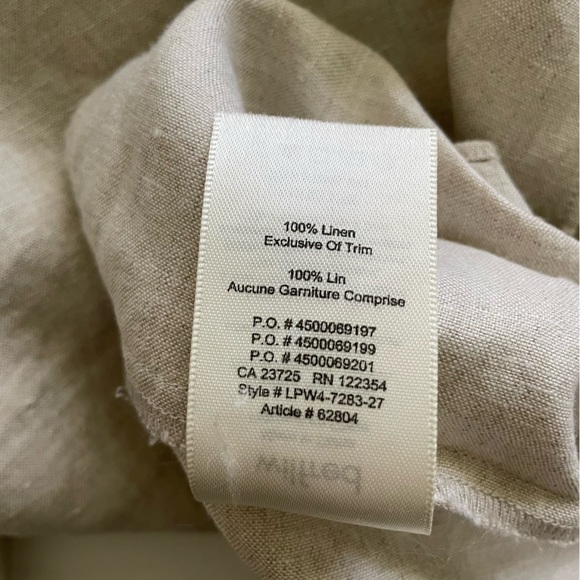 100% Linen
Exclusive Of Trim
100% Lin
Aucune Garniture Comprise
P.O. # 4500069197
P.O. # 4500069199
P.O. # 4500069201
CA 23725 RN 122354
Style # LPW4-7283-27
Article # 62804
wilfred